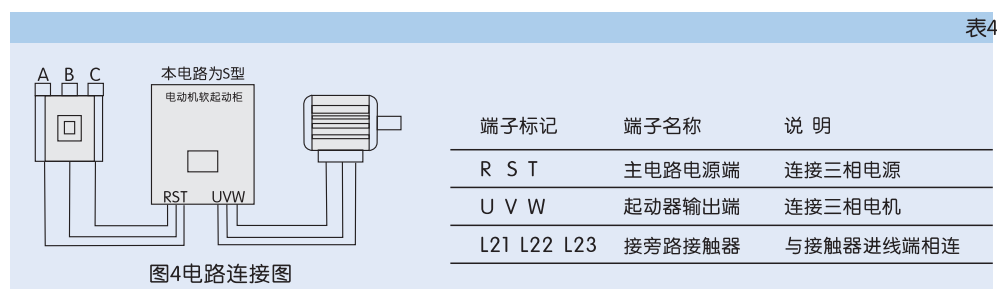 表4
A B C
本电路为S型
电动机软起动柜
RST UVW
图4电路连接图
端子标记 端子名称 说 明
R S T 主电路电源端 连接三相电源
U V W 起动器输出端 连接三相电机
L21 L22 L23 接旁路接触器 与接触器进线端相连